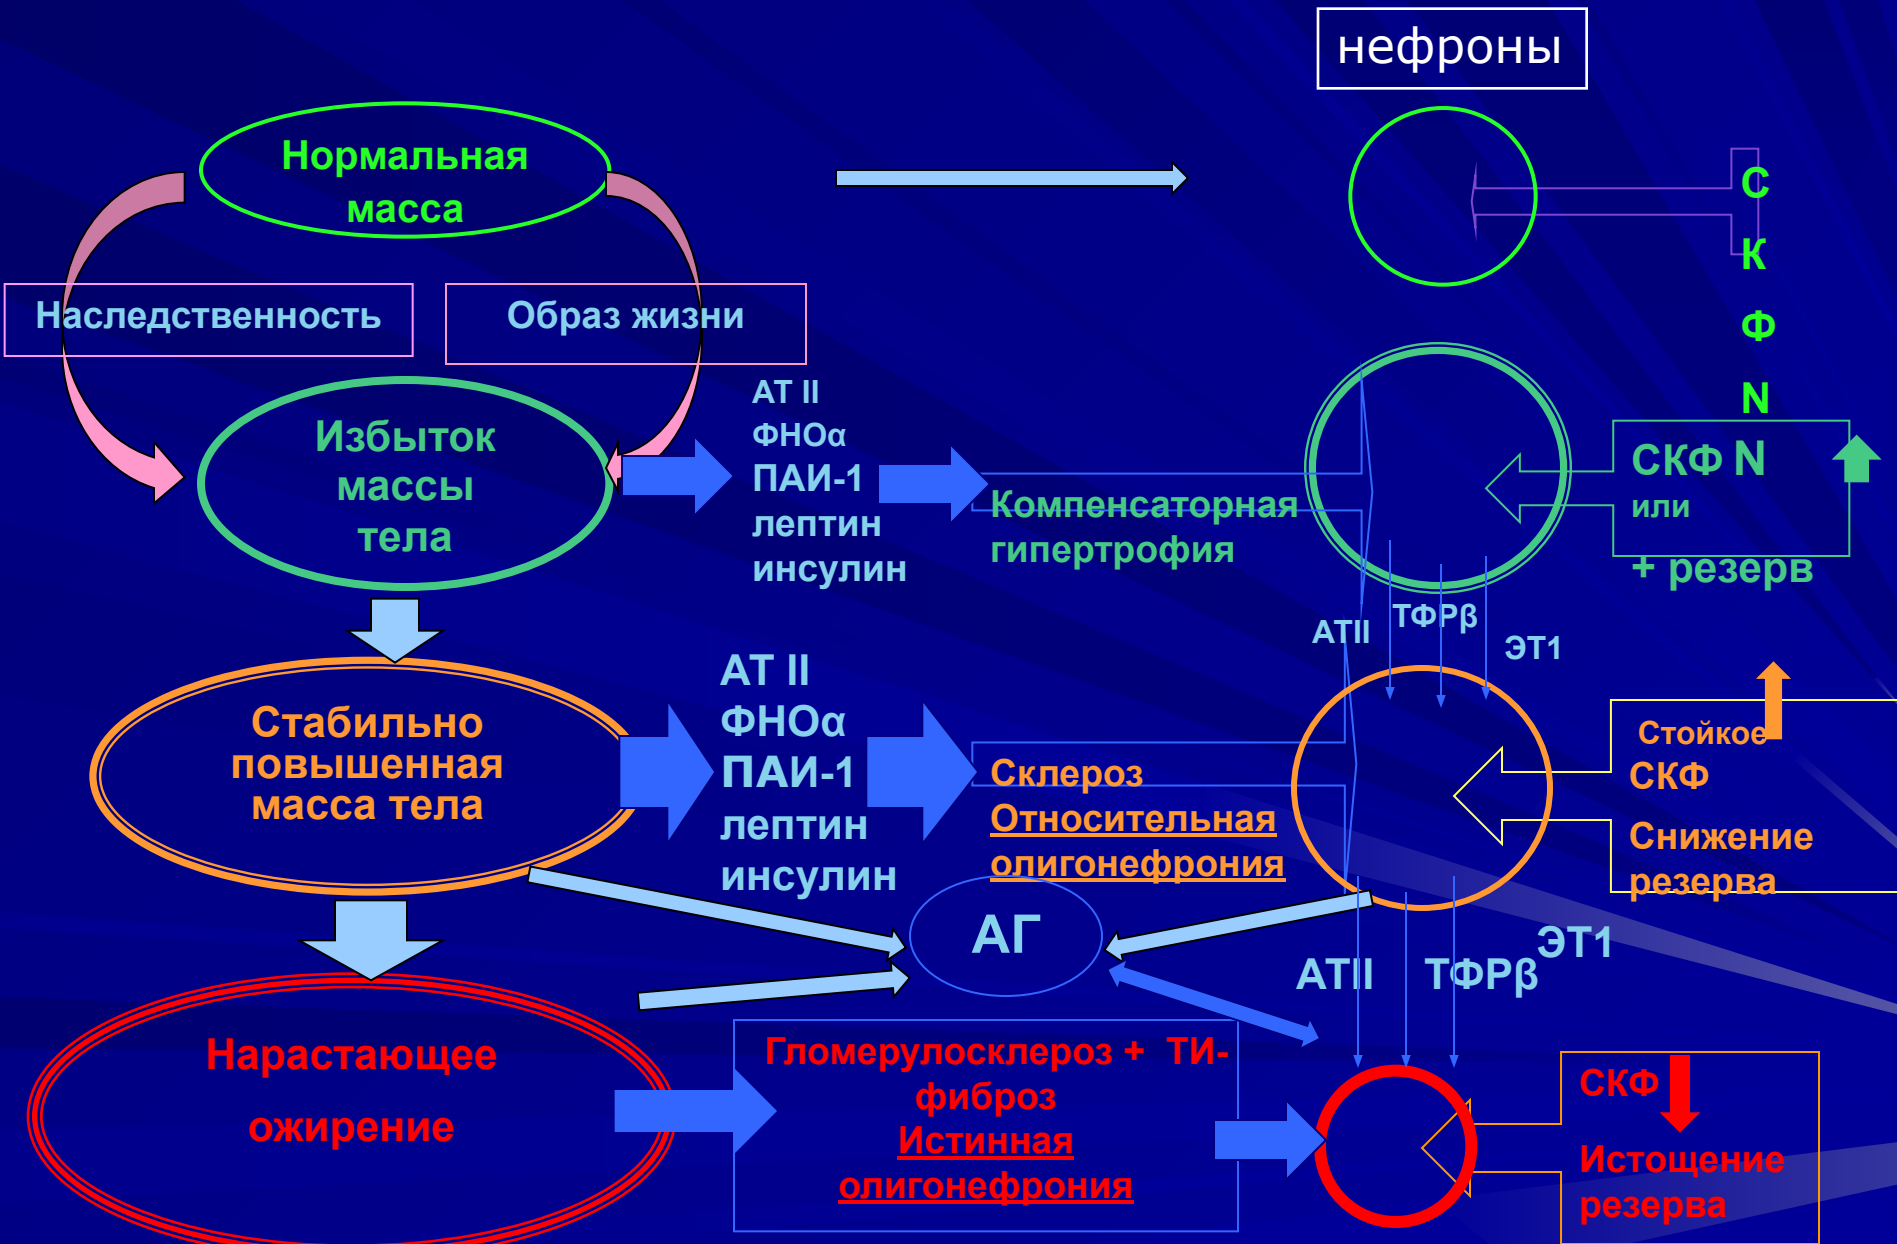 нефроны
Нормальная
масса
С
К
Ф
N
Наследственность
Образ жизни
Избыток
массы
тела
АТ II
ФНОα
ПАИ-1
лептин
инсулин
Компенсаторная
гипертрофия
СКФ N
или
+ резерв
АТII
ТФРβ
ЭТ1
Стабильно
повышенная
масса тела
АТ II
ФНОα
ПАИ-1
лептин
инсулин
Склероз
Относительная
олигонефрония
Стойкое
СКФ
Снижение
резерва
АГ
АТII
ТФРβ
ЭТ1
Нарастающее
ожирение
Гломерулосклероз + ТИ-
фиброз
Истинная
олигонефрония
СКФ
Истощение
резерва